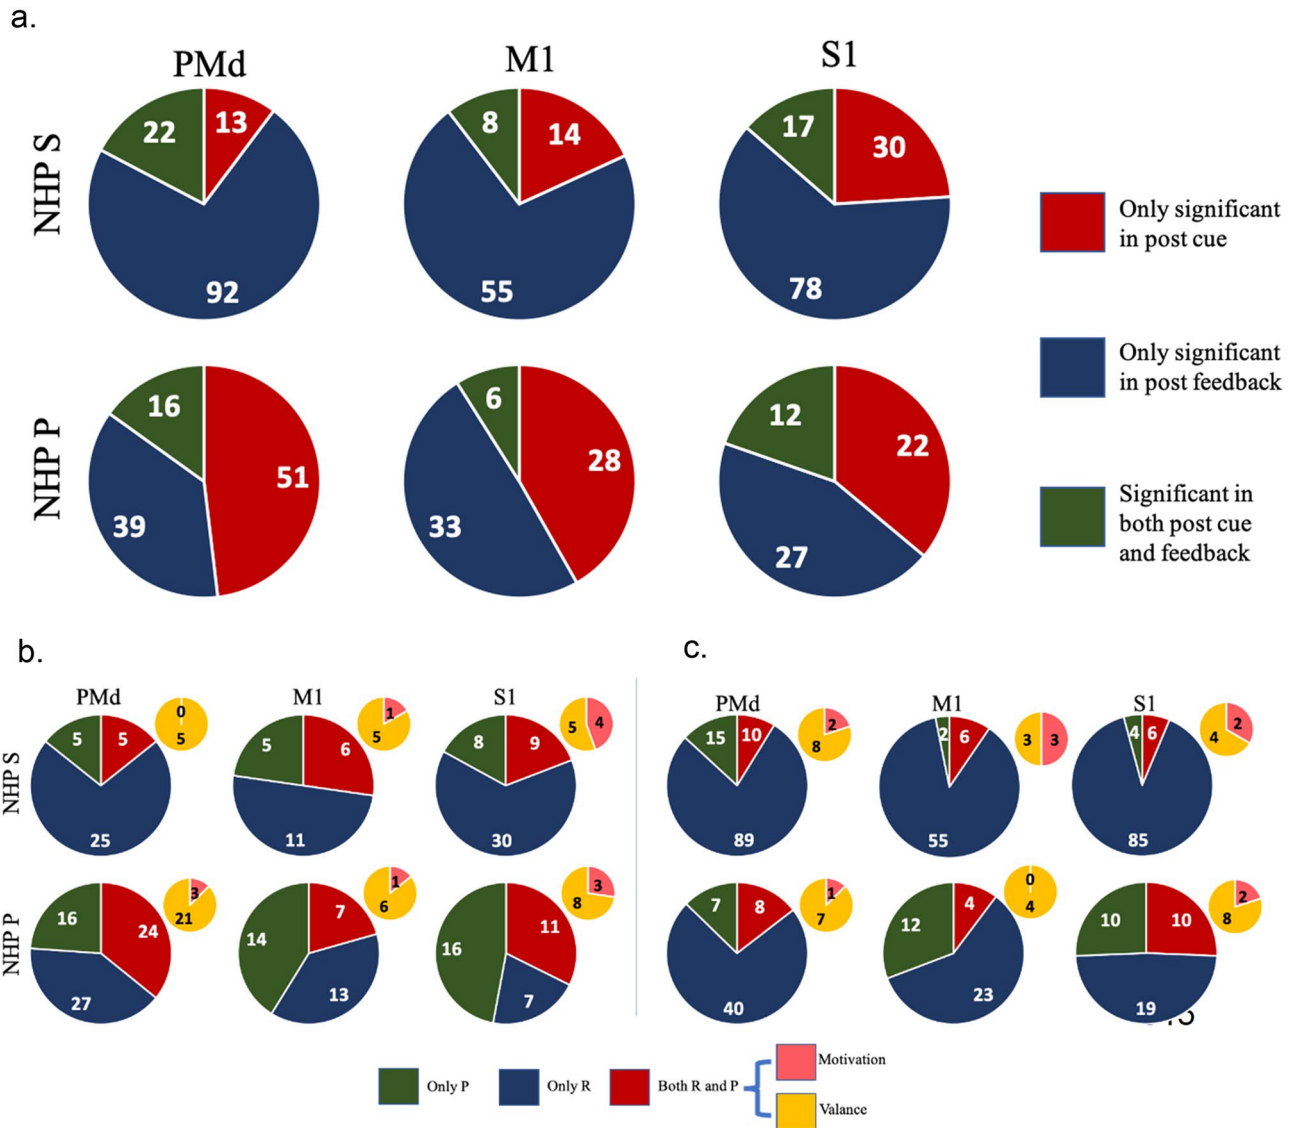 a.
PMd
M1
S1
NHP S
22
13
92
8
14
55
17
30
78
Only significant
in post cue
Only significant
in post feedback
Significant in
both post cue
and feedback
NHP P
16
51
39
6
28
33
12
22
27
b.
PMd
M1
S1
NHP S
5
5
25
0
5
5
6
11
1
5
8
9
30
5
4
NHP P
16
24
27
3
21
14
7
13
1
6
16
11
7
3
8
c.
PMd
M1
S1
15
10
89
2
8
2
6
55
3
3
4
6
85
2
4
7
8
40
1
7
12
4
23
0
4
10
10
19
2
8
Only P
Only R
Both R and P
Motivation
Valance